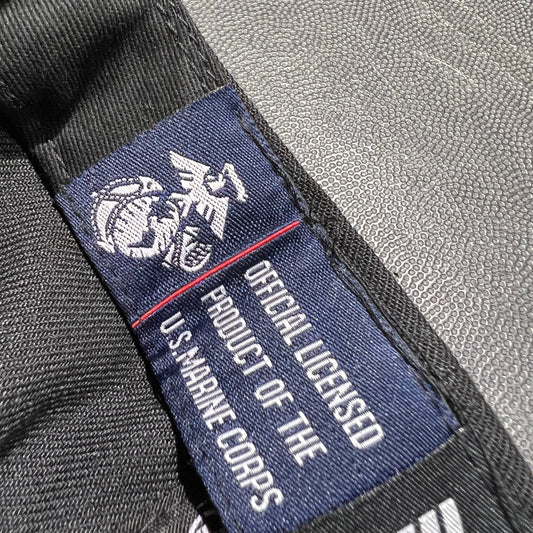 OFFICIAL LICENSED
PRODUCT OF THE
U.S.MARINE CORPS